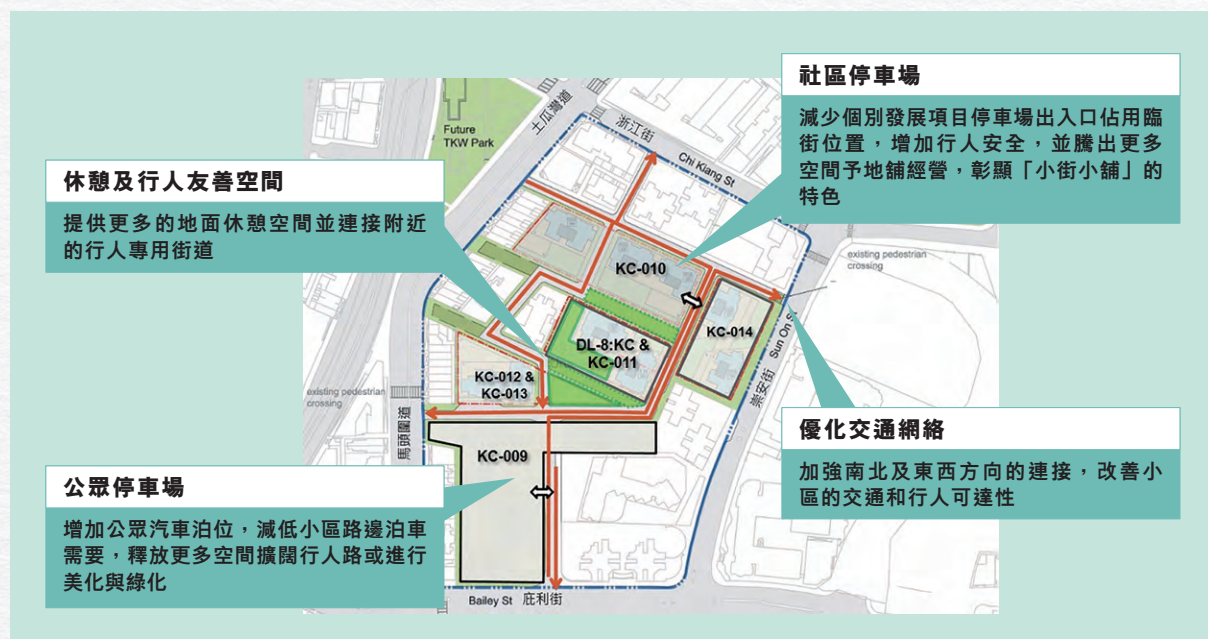 社區停車場
減少個別發展項目停車場出入口佔用臨
街位置，增加行人安全，並騰出更多
空間予地舖經營，彰顯「小街小舖」的
特色
休憩及行人友善空間
提供更多的地面休憩空間並連接附近
的行人專用街道
Future
TKW Park
土瓜灣道
浙江街
Chi Kiang St
existing pedestrian
crossing
KC-010
KC-014
DL-8:KC &
KC-011
KC-012 &
KC-013
existing pedestrian
crossing
馬頭圍道
崇安街
Sun On St
KC-009
Bailey St
庇利街
優化交通網絡
加強南北及東西方向的連接，改善小
區的交通和行人可達性
公眾停車場
增加公眾汽車泊位，減低小區路邊泊車
需要，釋放更多空間擴闊行人路或進行
美化與綠化